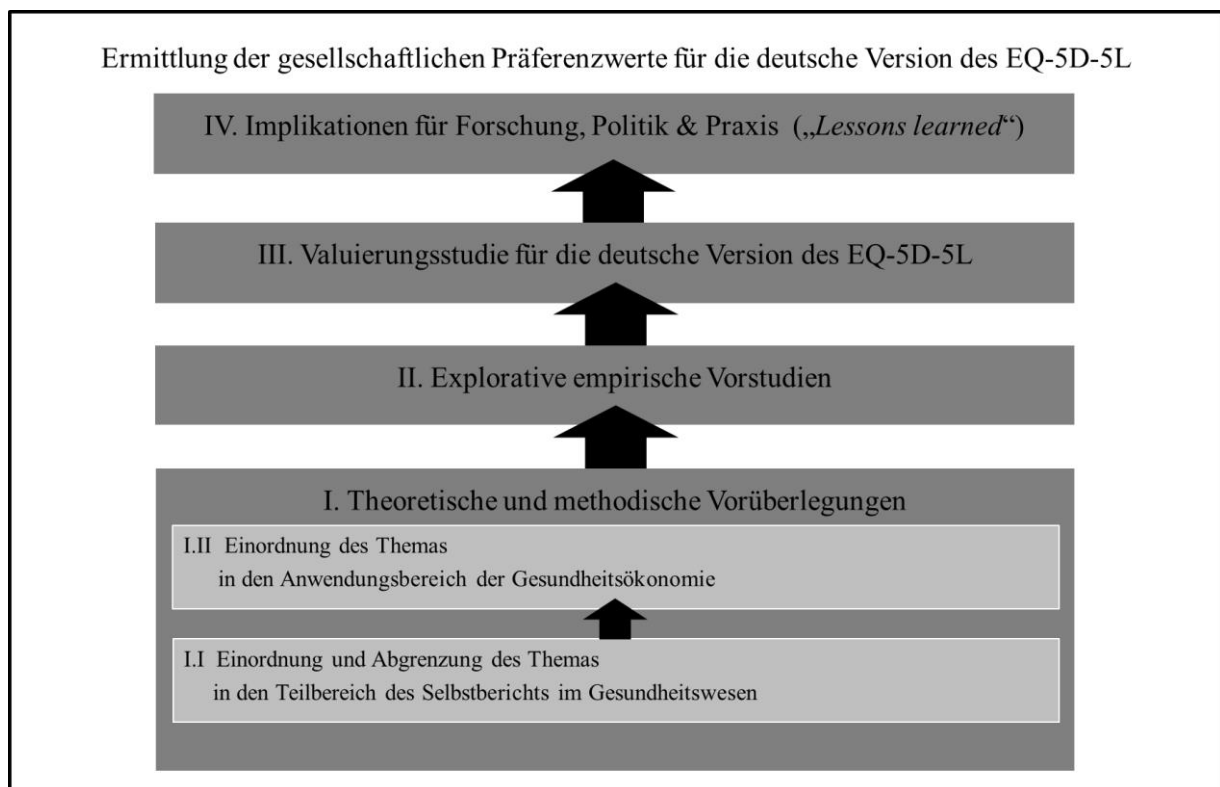 Ermittlung der gesellschaftlichen Präferenzwerte für die deutsche Version des EQ-5D-5L
IV. Implikationen für Forschung, Politik & Praxis („Lessons learned“)
III. Valuierungsstudie für die deutsche Version des EQ-5D-5L
II. Explorative empirische Vorstudien
I. Theoretische und methodische Vorüberlegungen
I.II Einordnung des Themas
in den Anwendungsbereich der Gesundheitsökonomie
I.I Einordnung und Abgrenzung des Themas
in den Teilbereich des Selbstberichts im Gesundheitswesen